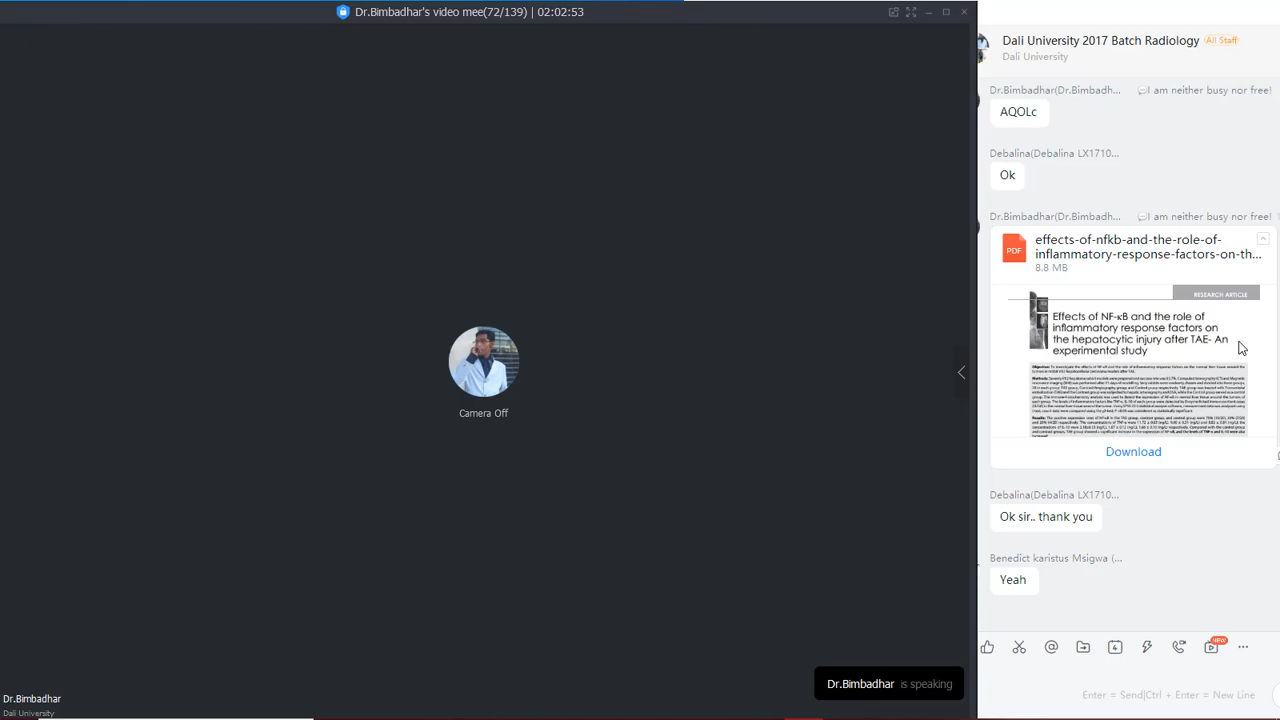 Dr.Bimbadhar's video mee(72/139) | 02:02:53
Camera Off
Dr.Bimbadhar is speaking
Dr.Bimbadhar
Dali University
Dali University 2017 Batch Radiology All Staff
Dali University
Dr.Bimbadhar(Dr.Bimbadh... I am neither busy nor free!
AQOLc
Debalina(Debalina LX1710...
Ok
Dr.Bimbadhar(Dr.Bimbadh... I am neither busy nor free!
PDF
effects-of-nfkb-and-the-role-of-
inflammatory-response-factors-on-th...
8.8 MB
RESEARCH ARTICLE
Effects of NF-κB and the role of
inflammatory response factors on
the hepatocytic injury after TAE- An
experimental study
Download
Debalina(Debalina LX1710...
Ok sir.. thank you
Benedict karistus Msigwa (...
Yeah
4
NEW
Enter = Send|Ctrl + Enter = New Line